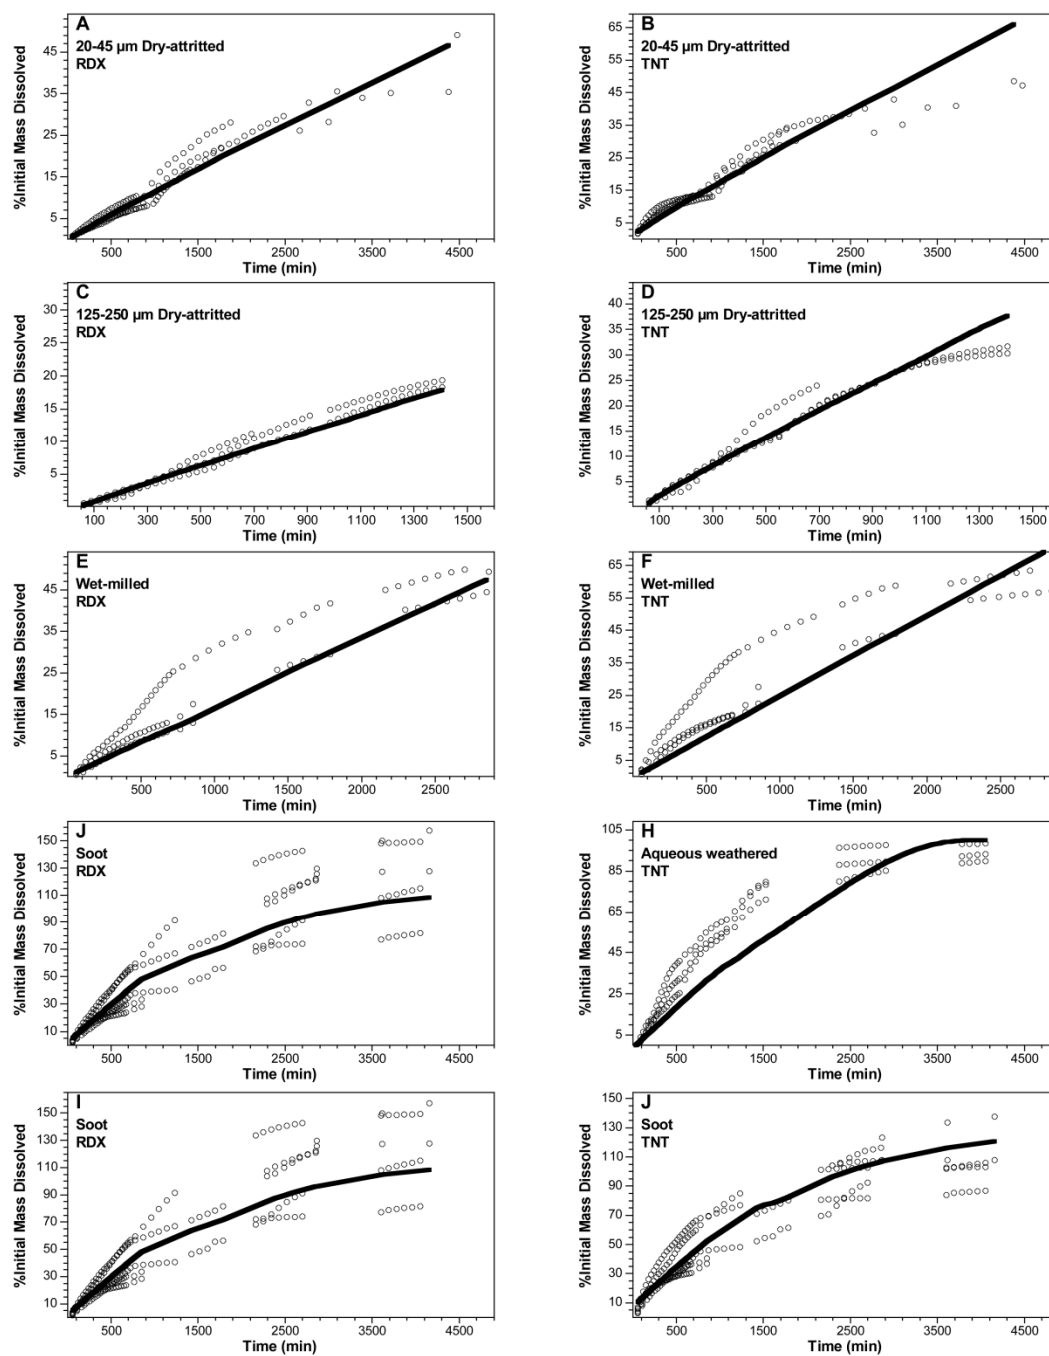 A
20-45 µm Dry-attritted
RDX
%Initial Mass Dissolved
45
35
25
15
5
500 1500 2500 3500 4500
Time (min)
B
20-45 µm Dry-attritted
TNT
%Initial Mass Dissolved
65
55
45
35
25
15
5
500 1500 2500 3500 4500
Time (min)
C
125-250 µm Dry-attritted
RDX
%Initial Mass Dissolved
30
25
20
15
10
5
100 300 500 700 900 1100 1300 1500
Time (min)
D
125-250 µm Dry-attritted
TNT
%Initial Mass Dissolved
40
35
30
25
20
15
10
5
100 300 500 700 900 1100 1300 1500
Time (min)
E
Wet-milled
RDX
%Initial Mass Dissolved
45
35
25
15
5
500 1000 1500 2000 2500
Time (min)
F
Wet-milled
TNT
%Initial Mass Dissolved
65
55
45
35
25
15
5
500 1000 1500 2000 2500
Time (min)
J
Soot
RDX
%Initial Mass Dissolved
150
130
110
90
70
50
30
10
500 1500 2500 3500 4500
Time (min)
H
Aqueous weathered
TNT
%Initial Mass Dissolved
105
85
65
45
25
5
500 1500 2500 3500 4500
Time (min)
I
Soot
RDX
%Initial Mass Dissolved
150
130
110
90
70
50
30
10
500 1500 2500 3500 4500
Time (min)
J
Soot
TNT
%Initial Mass Dissolved
150
130
110
90
70
50
30
10
500 1500 2500 3500 4500
Time (min)